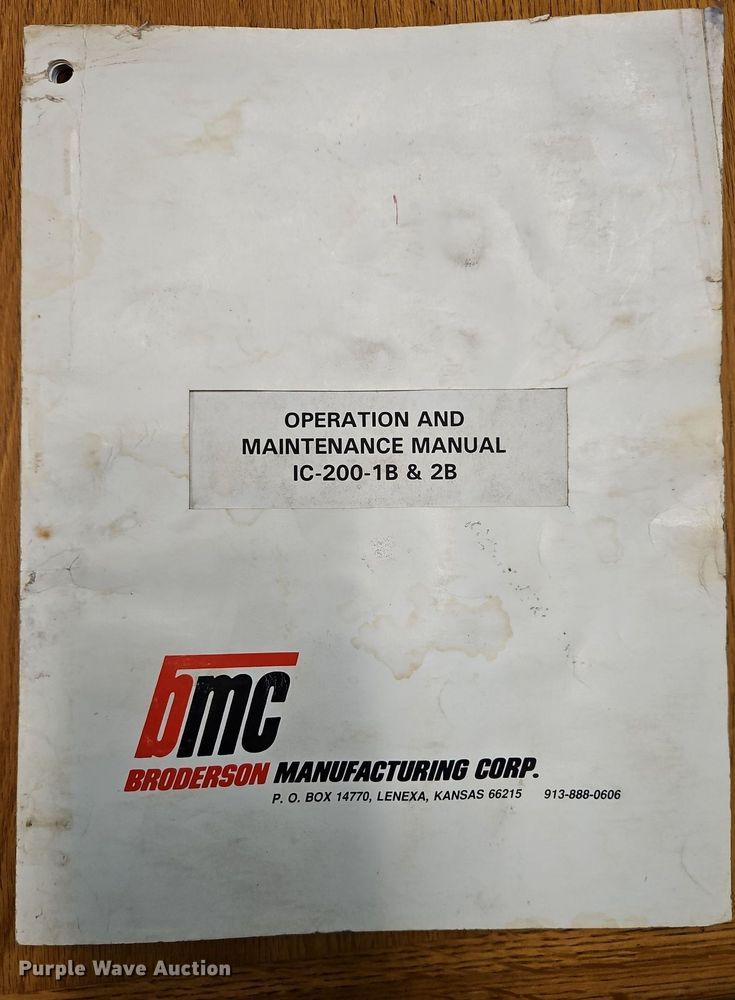 OPERATION AND
MAINTENANCE MANUAL
IC-200-1B & 2B
bmc
BRODERSON MANUFACTURING CORP.
P. O. BOX 14770, LENEXA, KANSAS 66215 913-888-0606
Purple Wave Auction